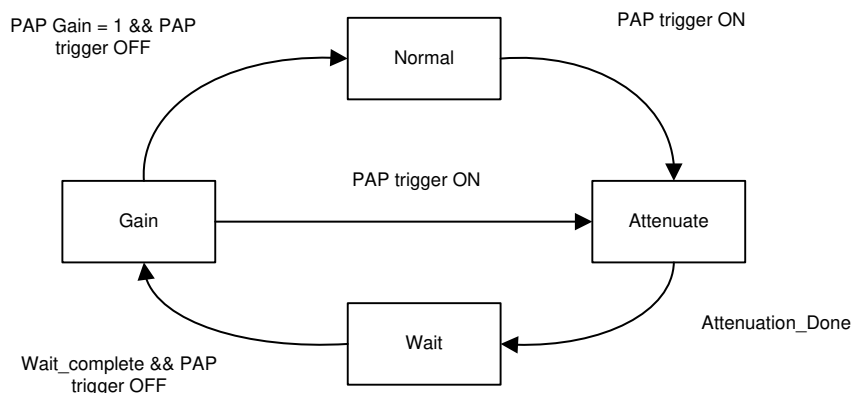 PAP Gain = 1 && PAP
trigger OFF
PAP trigger ON
Normal
PAP trigger ON
Gain
Attenuate
Wait
Attenuation_Done
Wait_complete && PAP
trigger OFF